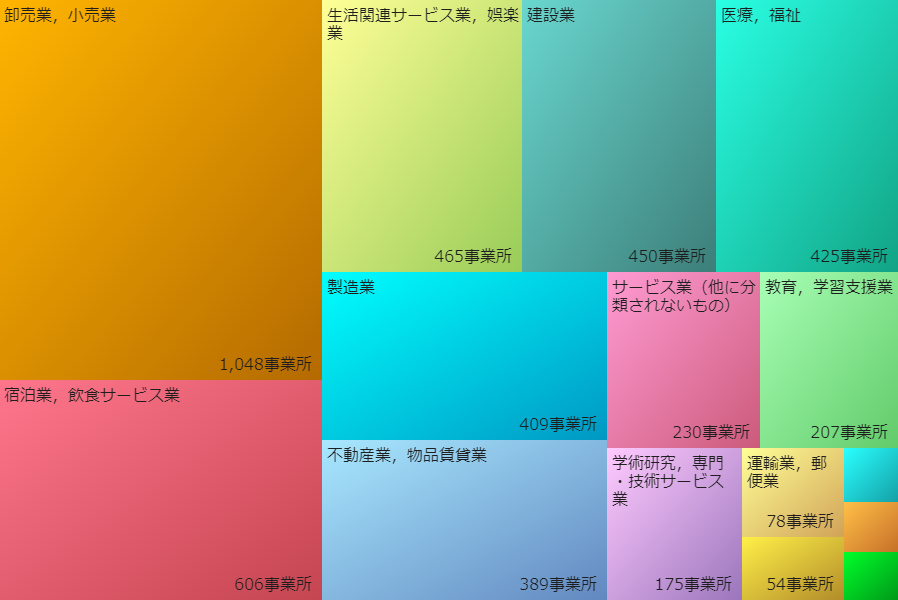 卸売業，小売業
1,048事業所
宿泊業，飲食サービス業
606事業所
生活関連サービス業，娯楽
業
465事業所
建設業
450事業所
医療，福祉
425事業所
製造業
409事業所
不動産業，物品賃貸業
389事業所
サービス業（他に分
類されないもの）
230事業所
教育，学習支援業
207事業所
学術研究，専門
・技術サービス
業
175事業所
運輸業，郵
便業
78事業所
54事業所